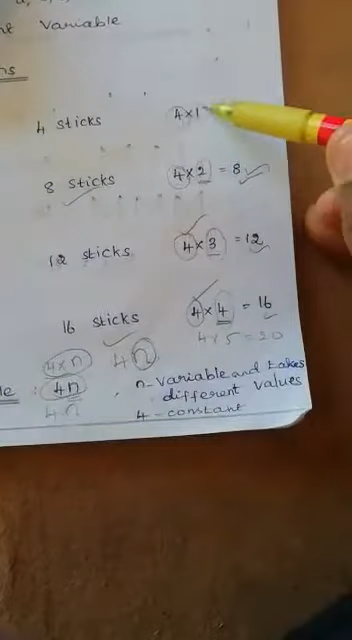 Variable
4 sticks 4×1
8 sticks 4×2 = 8
12 sticks 4×3 = 12
16 sticks 4×4 = 16
4×5=20
4×n 4n
: 4n , n-variable and takes
different values
4n 4 - constant